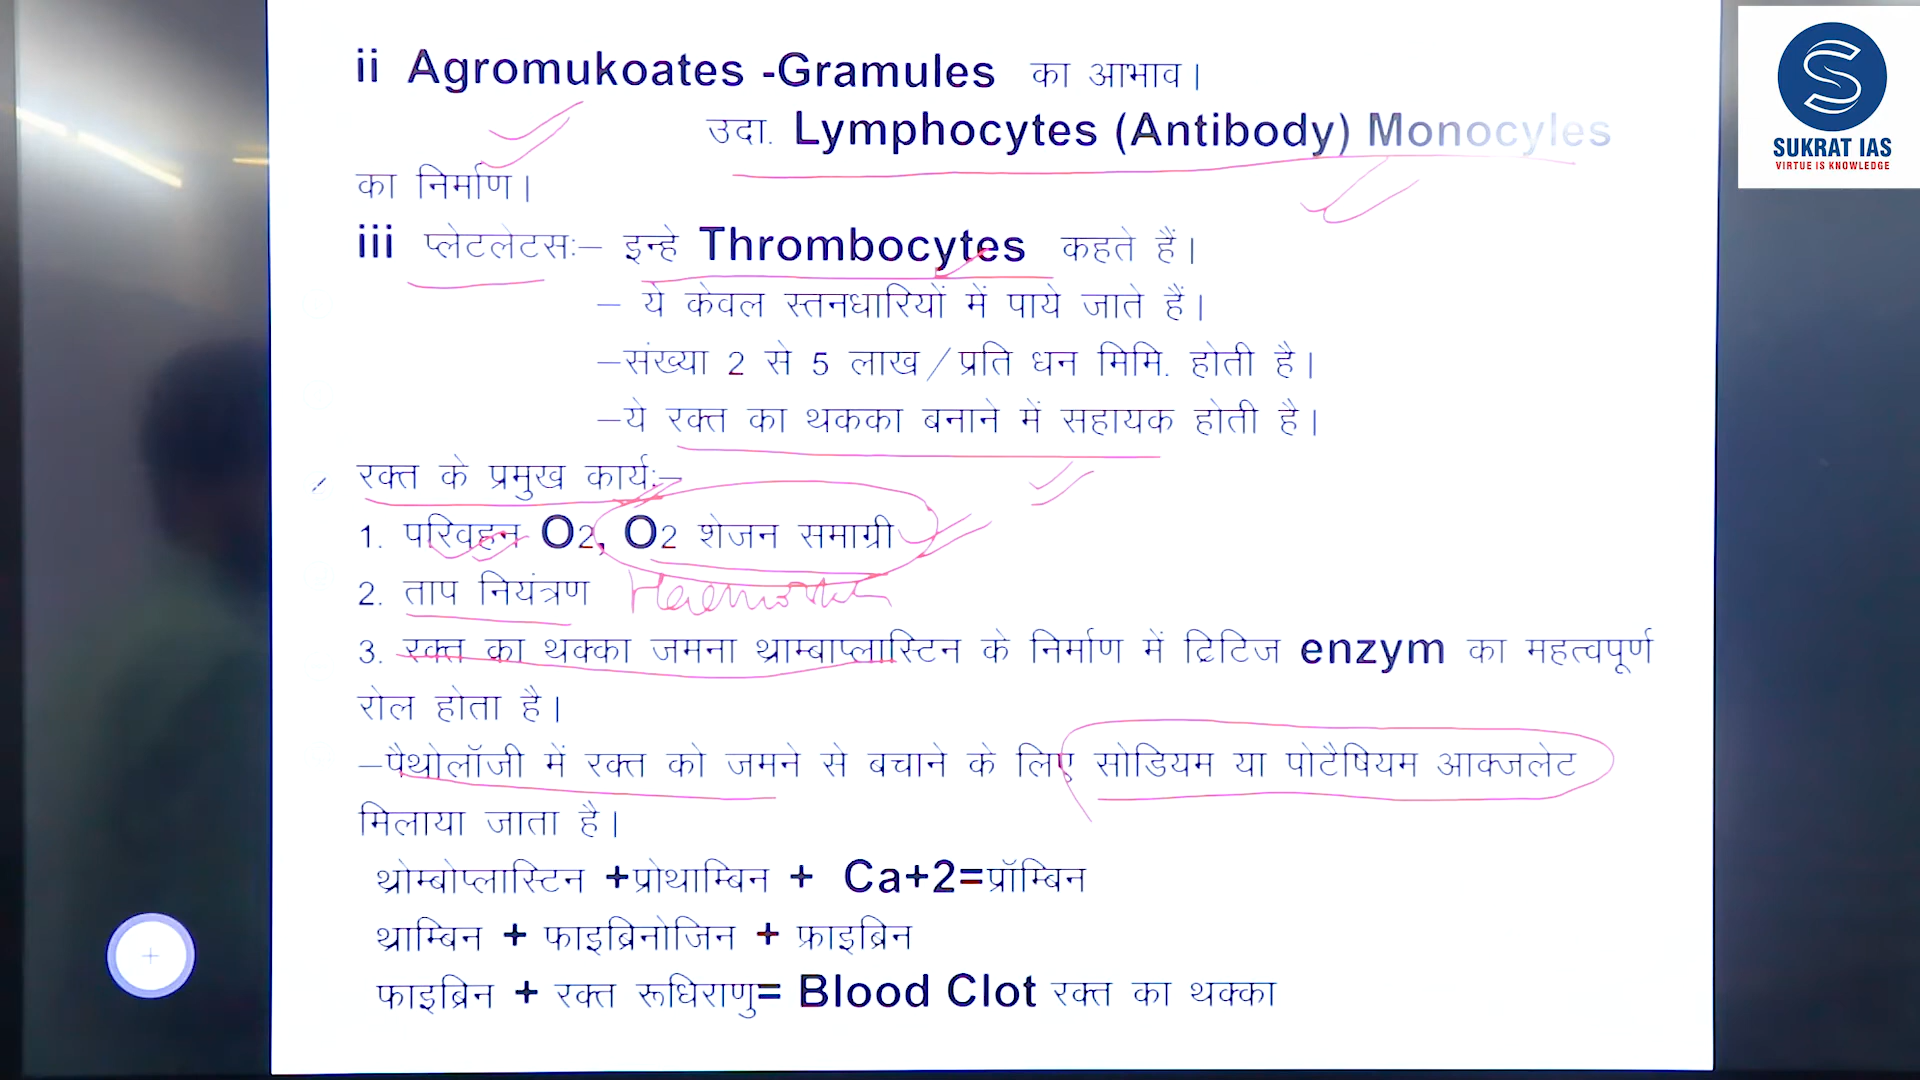 ii Agromukoates -Gramules का आभाव।
उदा. Lymphocytes (Antibody) Monocyles
का निर्माण।
iii प्लेटलेटस:– इन्हे Thrombocytes कहते हैं।
– ये केवल स्तनधारियों में पाये जाते हैं।
–संख्या 2 से 5 लाख/प्रति धन मिमि. होती है।
–ये रक्त का थकका बनाने में सहायक होती है।
रक्त के प्रमुख कार्य:–
1. परिवहन O2, O2 शेजन समाग्री
2. ताप नियंत्रण
3. रक्त का थक्का जमना थ्राम्बाप्लास्टिन के निर्माण में ट्रिटिज enzym का महत्वपूर्ण
रोल होता है।
–पैथोलॉजी में रक्त को जमने से बचाने के लिए सोडियम या पोटैषियम आक्जलेट
मिलाया जाता है।
थ्रोम्बोप्लास्टिन +प्रोथाम्बिन + Ca+2=प्रॉम्बिन
थ्राम्बिन + फाइब्रिनोजिन + फ्राइब्रिन
फाइब्रिन + रक्त रूधिराणु= Blood Clot रक्त का थक्का
SUKRAT IAS
VIRTUE IS KNOWLEDGE